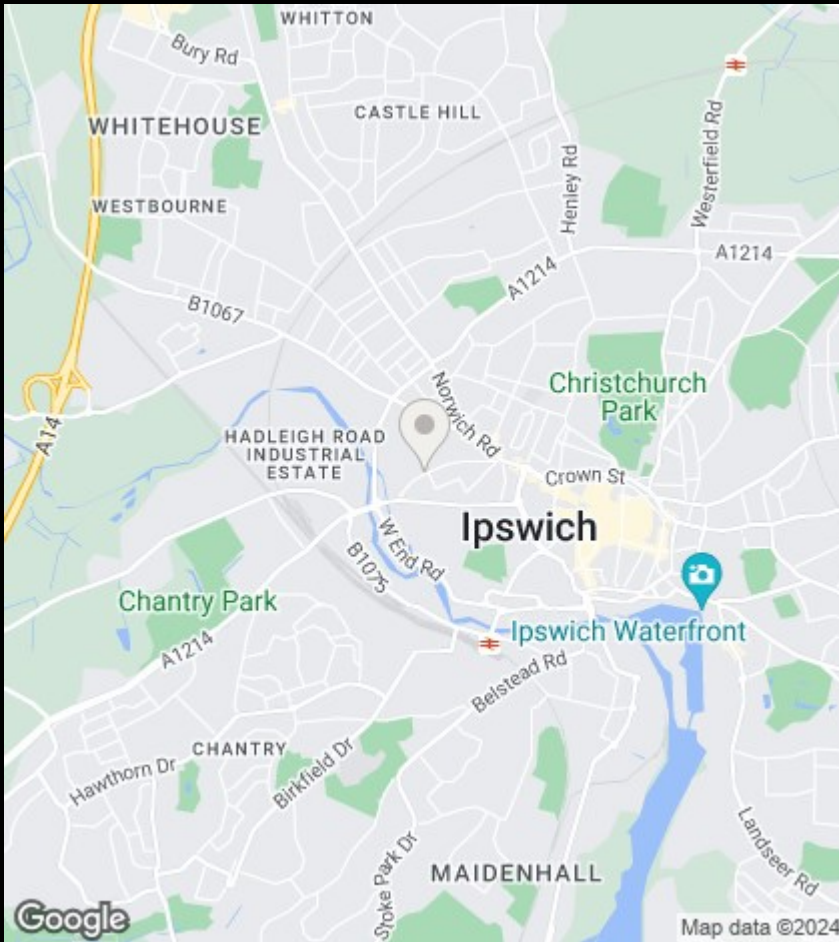 WHITTON
Bury Rd
CASTLE HILL
WHITEHOUSE
Henley Rd
Westerfield Rd
WESTBOURNE
A1214
A1214
B1067
Norwich Rd
Christchurch
Park
A14
HADLEIGH ROAD
INDUSTRIAL
ESTATE
Crown St
Ipswich
W End Rd
B1075
Chantry Park
Ipswich Waterfront
A1214
Belstead Rd
CHANTRY
Hawthorn Dr
Birkfield Dr
Stoke Park Dr
Landseer Rd
MAIDENHALL
Google
Map data ©2024